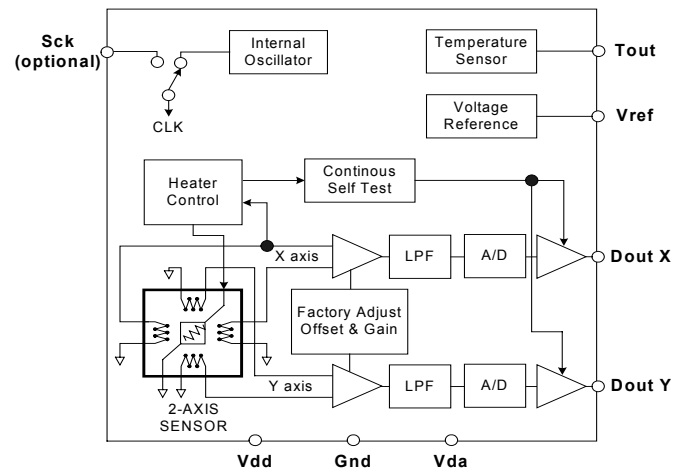 Sck
(optional)
Internal
Oscillator
CLK
Temperature
Sensor
Tout
Voltage
Reference
Vref
Heater
Control
Continous
Self Test
X axis
LPF
A/D
Dout X
Factory Adjust
Offset & Gain
Y axis
LPF
A/D
Dout Y
2-AXIS
SENSOR
Vdd
Gnd
Vda